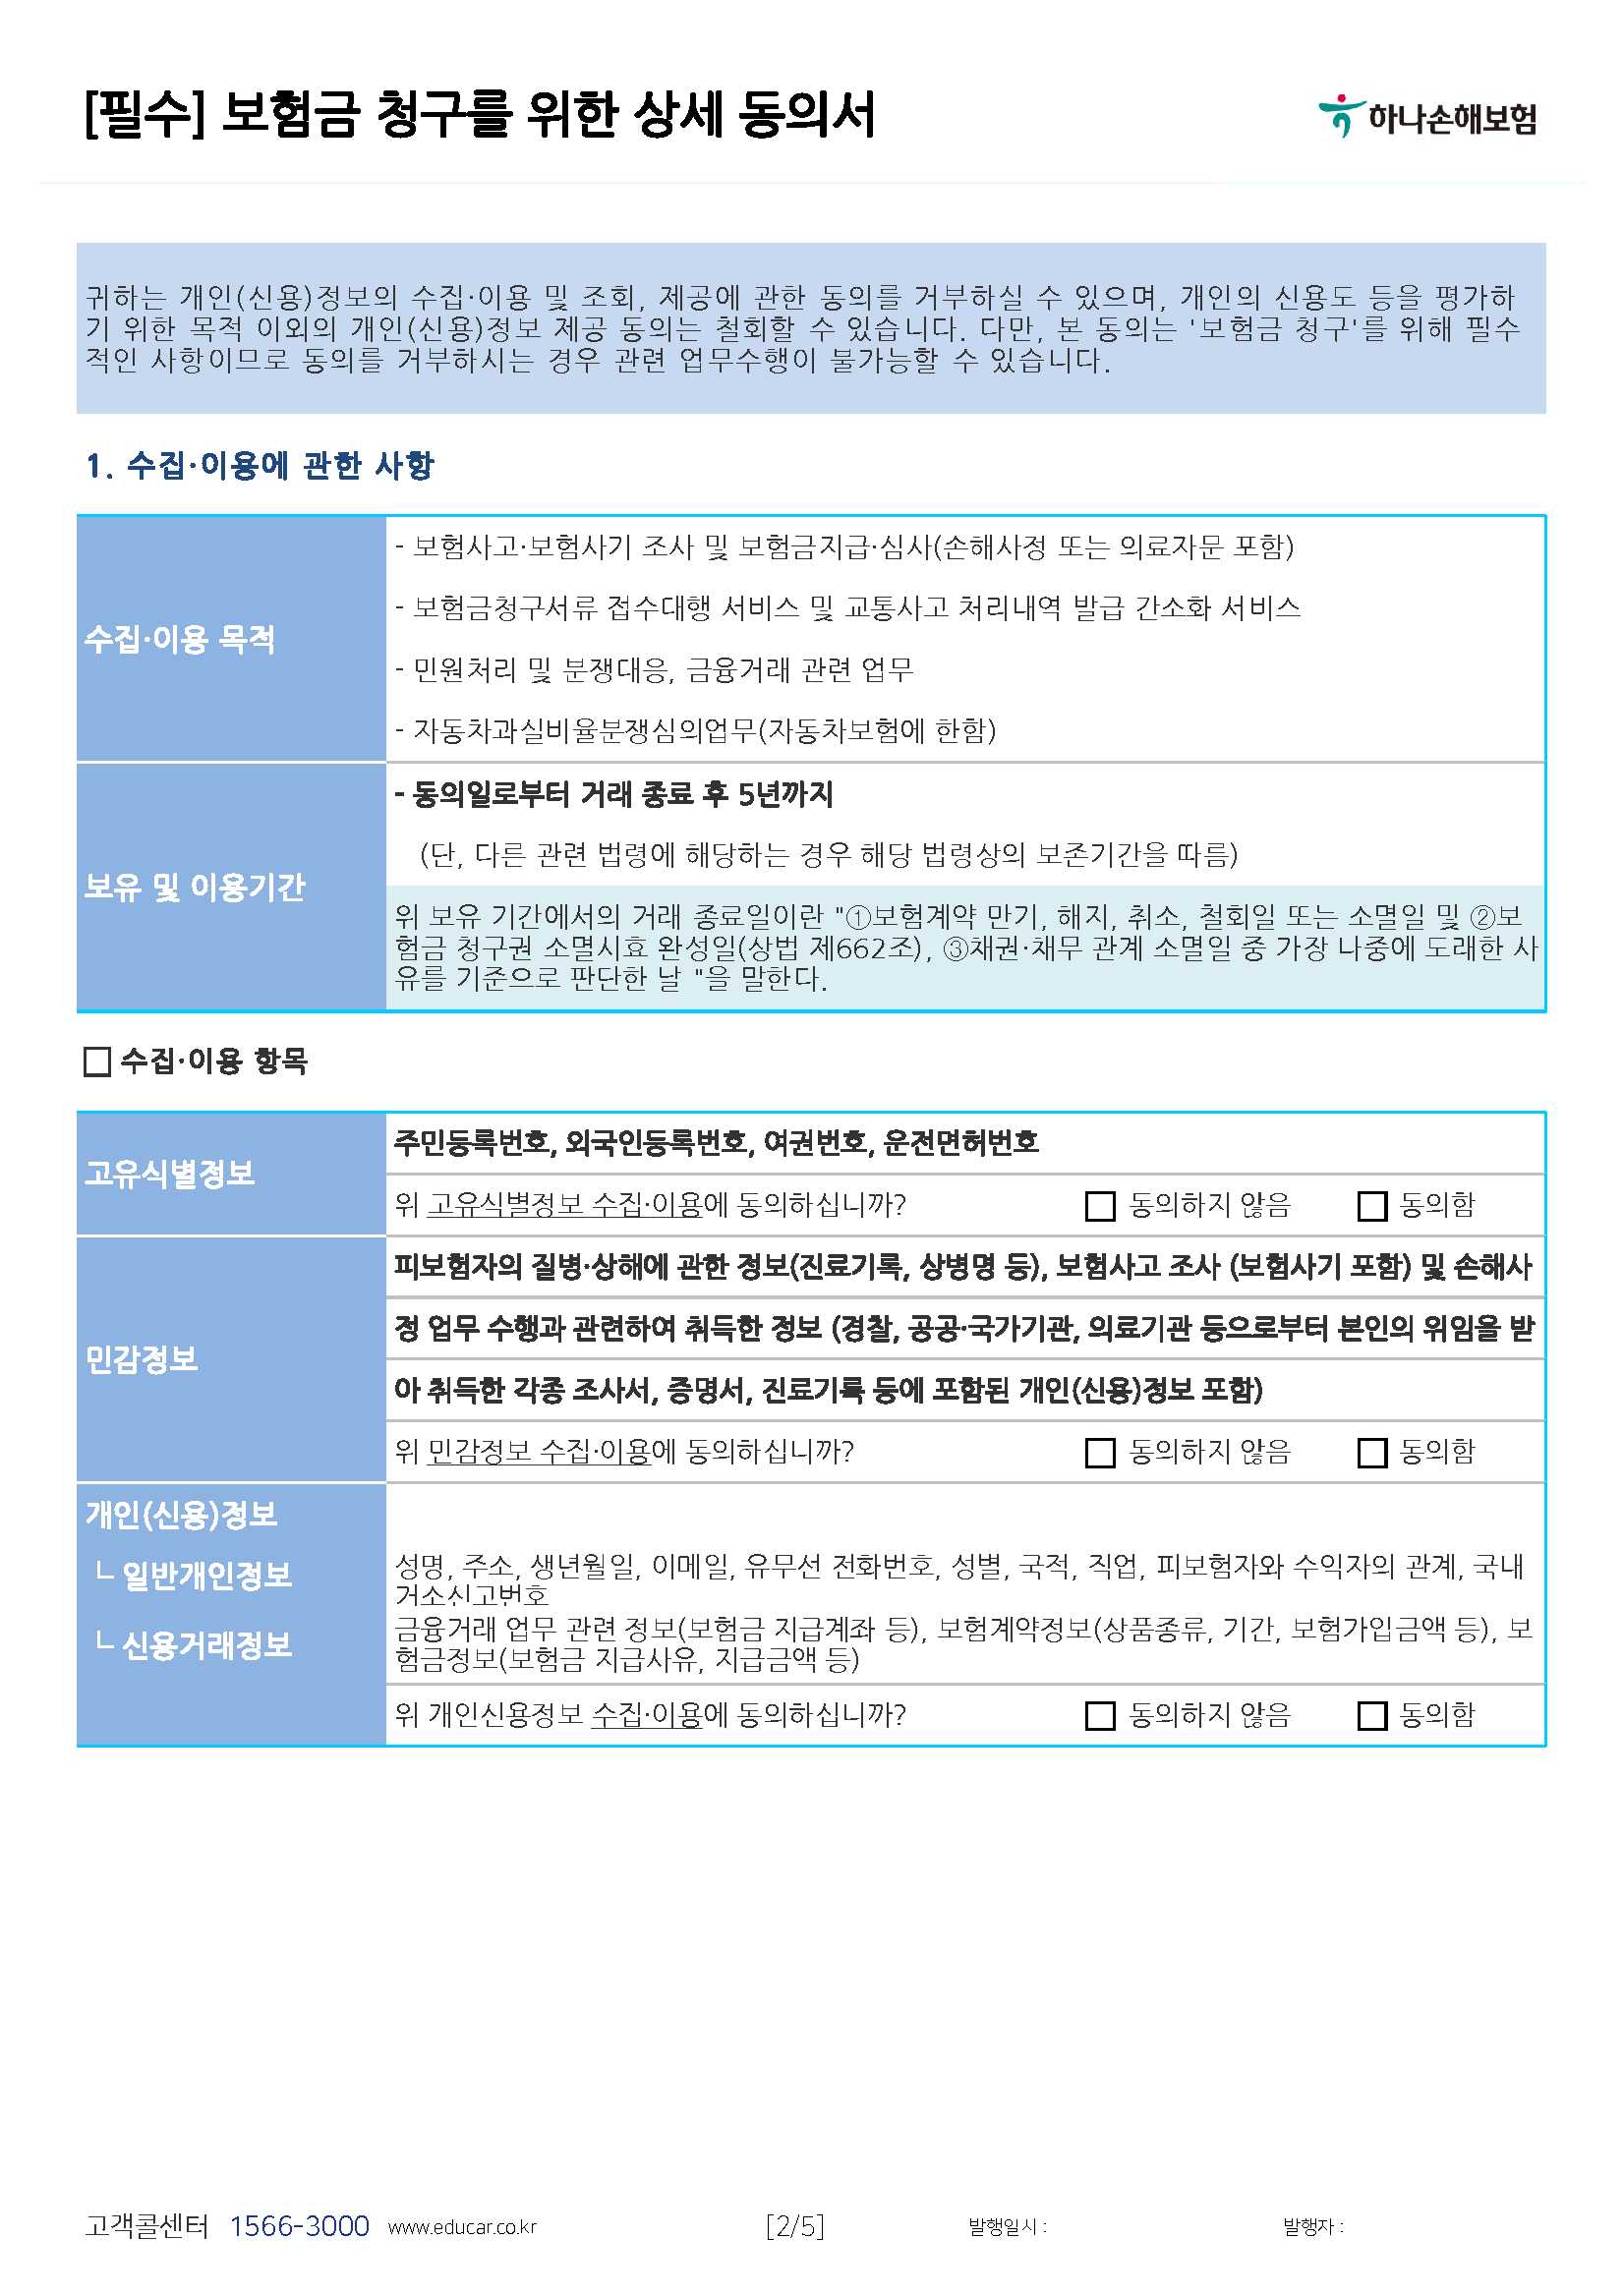 [필수] 보험금 청구를 위한 상세 동의서
하나손해보험
귀하는 개인(신용)정보의 수집·이용 및 조회, 제공에 관한 동의를 거부하실 수 있으며, 개인의 신용도 등을 평가하
기 위한 목적 이외의 개인(신용)정보 제공 동의는 철회할 수 있습니다. 다만, 본 동의는 '보험금 청구'를 위해 필수
적인 사항이므로 동의를 거부하시는 경우 관련 업무수행이 불가능할 수 있습니다.
1. 수집·이용에 관한 사항
수집·이용 목적
- 보험사고·보험사기 조사 및 보험금지급·심사(손해사정 또는 의료자문 포함)
- 보험금청구서류 접수대행 서비스 및 교통사고 처리내역 발급 간소화 서비스
- 민원처리 및 분쟁대응, 금융거래 관련 업무
- 자동차과실비율분쟁심의업무(자동차보험에 한함)
보유 및 이용기간
- 동의일로부터 거래 종료 후 5년까지
(단, 다른 관련 법령에 해당하는 경우 해당 법령상의 보존기간을 따름)
위 보유 기간에서의 거래 종료일이란 "①보험계약 만기, 해지, 취소, 철회일 또는 소멸일 및 ②보
험금 청구권 소멸시효 완성일(상법 제662조), ③채권·채무 관계 소멸일 중 가장 나중에 도래한 사
유를 기준으로 판단한 날 "을 말한다.
□ 수집·이용 항목
고유식별정보
주민등록번호, 외국인등록번호, 여권번호, 운전면허번호
위 고유식별정보 수집·이용에 동의하십니까? □ 동의하지 않음 □ 동의함
민감정보
피보험자의 질병·상해에 관한 정보(진료기록, 상병명 등), 보험사고 조사 (보험사기 포함) 및 손해사
정 업무 수행과 관련하여 취득한 정보 (경찰, 공공·국가기관, 의료기관 등으로부터 본인의 위임을 받
아 취득한 각종 조사서, 증명서, 진료기록 등에 포함된 개인(신용)정보 포함)
위 민감정보 수집·이용에 동의하십니까? □ 동의하지 않음 □ 동의함
개인(신용)정보
└ 일반개인정보
성명, 주소, 생년월일, 이메일, 유무선 전화번호, 성별, 국적, 직업, 피보험자와 수익자의 관계, 국내
거소신고번호
└ 신용거래정보
금융거래 업무 관련 정보(보험금 지급계좌 등), 보험계약정보(상품종류, 기간, 보험가입금액 등), 보
험금정보(보험금 지급사유, 지급금액 등)
위 개인신용정보 수집·이용에 동의하십니까? □ 동의하지 않음 □ 동의함
고객콜센터 1566-3000 www.educar.co.kr [2/5] 발행일시 : 발행자 :